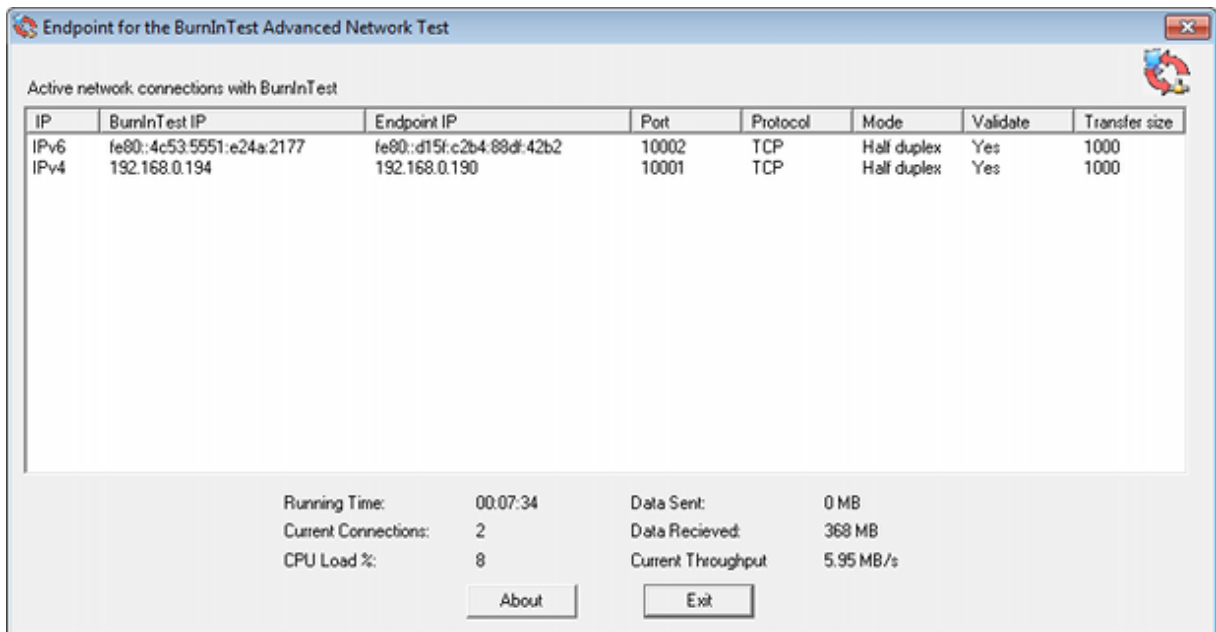 Endpoint for the BurnInTest Advanced Network Test
Active network connections with BurnInTest
IP BurnInTest IP Endpoint IP Port Protocol Mode Validate Transfer size
IPv6 fe80::4c53:5551:e24a:2177 fe80::d15f:c2b4:88df:42b2 10002 TCP Half duplex Yes 1000
IPv4 192.168.0.194 192.168.0.190 10001 TCP Half duplex Yes 1000
Running Time: 00:07:34 Data Sent: 0 MB
Current Connections: 2 Data Recieved: 368 MB
CPU Load %: 8 Current Throughput 5.95 MB/s
About Exit